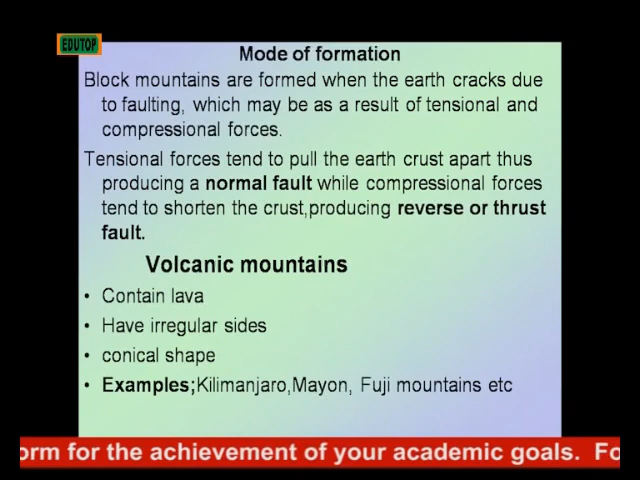 EDUTOP
Mode of formation
Block mountains are formed when the earth cracks due
to faulting, which may be as a result of tensional and
compressional forces.
Tensional forces tend to pull the earth crust apart thus
producing a normal fault while compressional forces
tend to shorten the crust,producing reverse or thrust
fault.
Volcanic mountains
• Contain lava
• Have irregular sides
• conical shape
• Examples;Kilimanjaro,Mayon, Fuji mountains etc
orm for the achievement of your academic goals. Fo